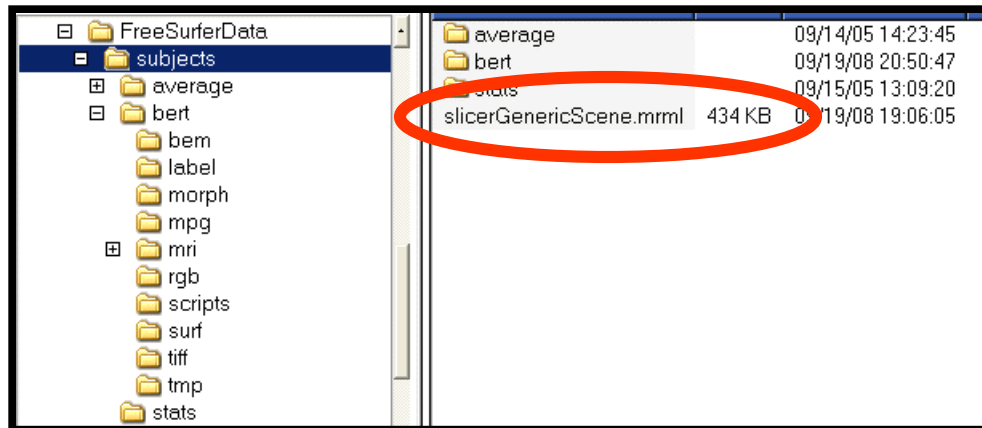 FreeSurferData
subjects
average
bert
bem
label
morph
mpg
mri
rgb
scripts
surf
tiff
tmp
stats
average 09/14/05 14:23:45
bert 09/19/08 20:50:47
stats 09/15/05 13:09:20
slicerGenericScene.mrml 434 KB 09/19/08 19:06:05